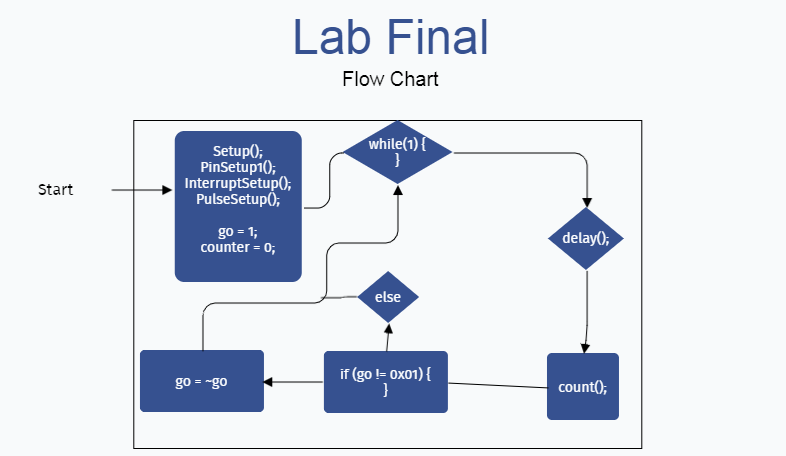 Lab Final
Flow Chart
Start
Setup();
PinSetup1();
InterruptSetup();
PulseSetup();
go = 1;
counter = 0;
while(1) {
}
delay();
count();
if (go != 0x01) {
}
else
go = ~go